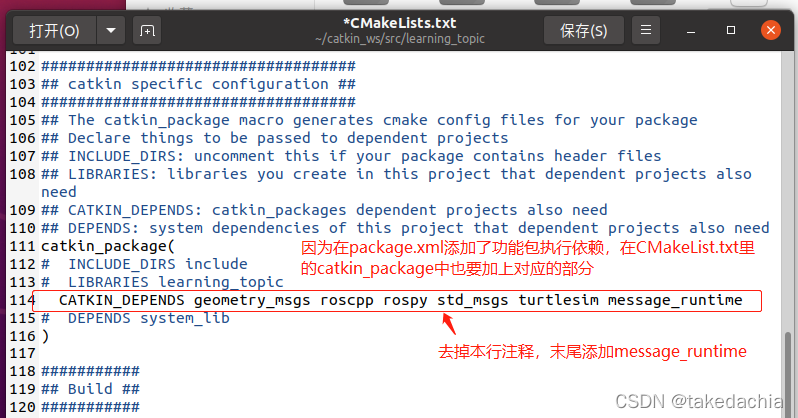 打开(O)
*CMakeLists.txt
~/catkin_ws/src/learning_topic
保存(S)
102 ###################################
103 ## catkin specific configuration ##
104 ###################################
105 ## The catkin_package macro generates cmake config files for your package
106 ## Declare things to be passed to dependent projects
107 ## INCLUDE_DIRS: uncomment this if your package contains header files
108 ## LIBRARIES: libraries you create in this project that dependent projects also
need
109 ## CATKIN_DEPENDS: catkin_packages dependent projects also need
110 ## DEPENDS: system dependencies of this project that dependent projects also need
111 catkin_package(
因为在package.xml添加了功能包执行依赖，在CMakeList.txt里
112 #  INCLUDE_DIRS include
的catkin_package中也要加上对应的部分
113 #  LIBRARIES learning_topic
114   CATKIN_DEPENDS geometry_msgs roscpp rospy std_msgs turtlesim message_runtime
115 #  DEPENDS system_lib
116 )
去掉本行注释，末尾添加message_runtime
117
118 ###########
119 ## Build ##
120 ###########
CSDN @takedachia